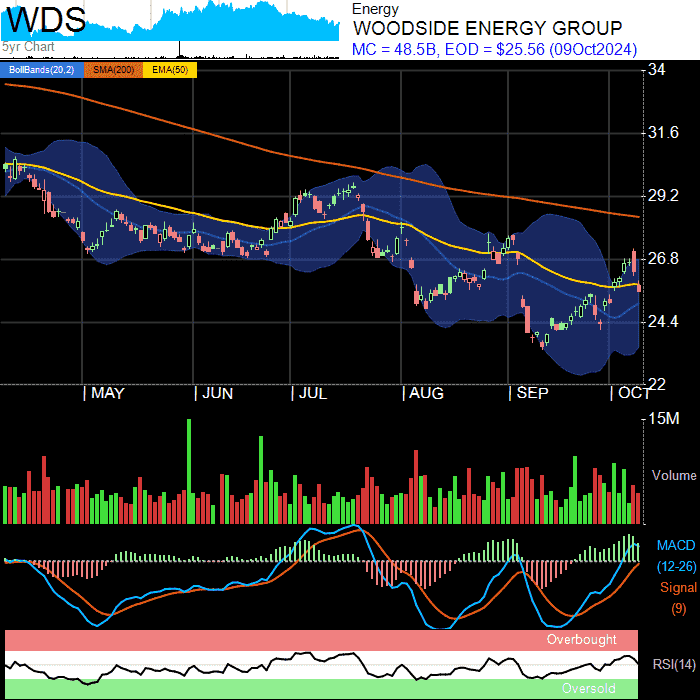 WDS
5yr Chart
Energy
WOODSIDE ENERGY GROUP
MC = 48.5B, EOD = $25.56 (09Oct2024)
BollBands(20,2) SMA(200) EMA(50)
34
31.6
29.2
26.8
24.4
22
MAY JUN JUL AUG SEP OCT
15M
Volume
MACD
(12-26)
Signal
(9)
Overbought
RSI(14)
Oversold